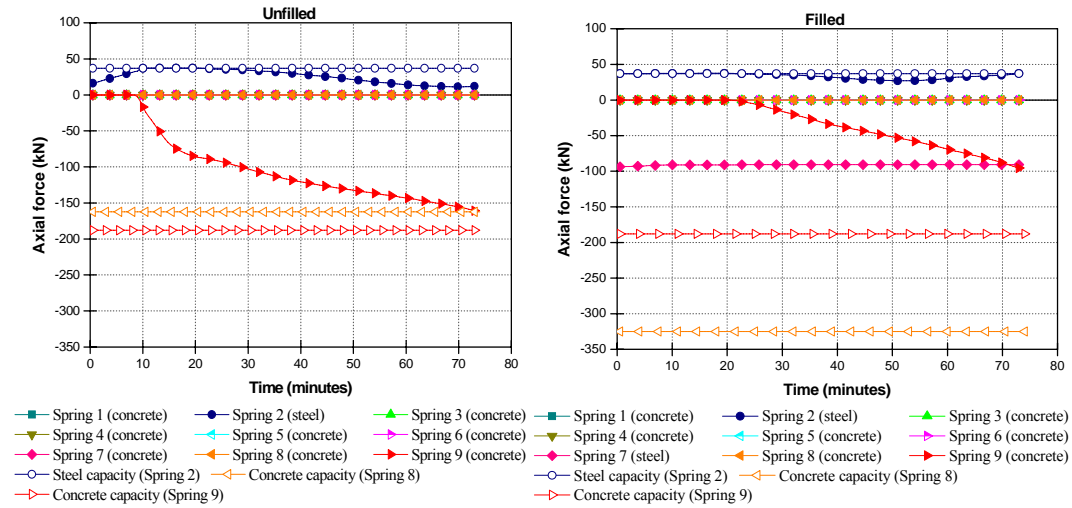 Unfilled
Axial force (kN)
100
50
0
-50
-100
-150
-200
-250
-300
-350
0 10 20 30 40 50 60 70 80
Time (minutes)
Spring 1 (concrete) Spring 2 (steel) Spring 3 (concrete)
Spring 4 (concrete) Spring 5 (concrete) Spring 6 (concrete)
Spring 7 (concrete) Spring 8 (concrete) Spring 9 (concrete)
Steel capacity (Spring 2) Concrete capacity (Spring 8)
Concrete capacity (Spring 9)
Filled
Axial force (kN)
100
50
0
-50
-100
-150
-200
-250
-300
-350
0 10 20 30 40 50 60 70 80
Time (minutes)
Spring 1 (concrete) Spring 2 (steel) Spring 3 (concrete)
Spring 4 (concrete) Spring 5 (concrete) Spring 6 (concrete)
Spring 7 (steel) Spring 8 (concrete) Spring 9 (concrete)
Steel capacity (Spring 2) Concrete capacity (Spring 8)
Concrete capacity (Spring 9)